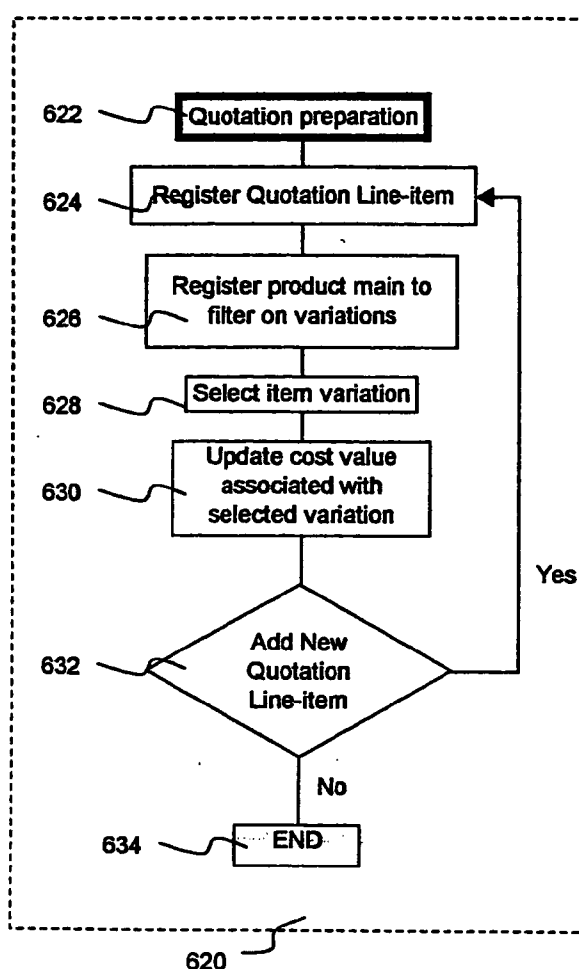 622
Quotation preparation
624
Register Quotation Line-item
626
Register product main to
filter on variations
628
Select item variation
630
Update cost value
associated with
selected variation
Yes
632
Add New
Quotation
Line-item
No
634
END
620